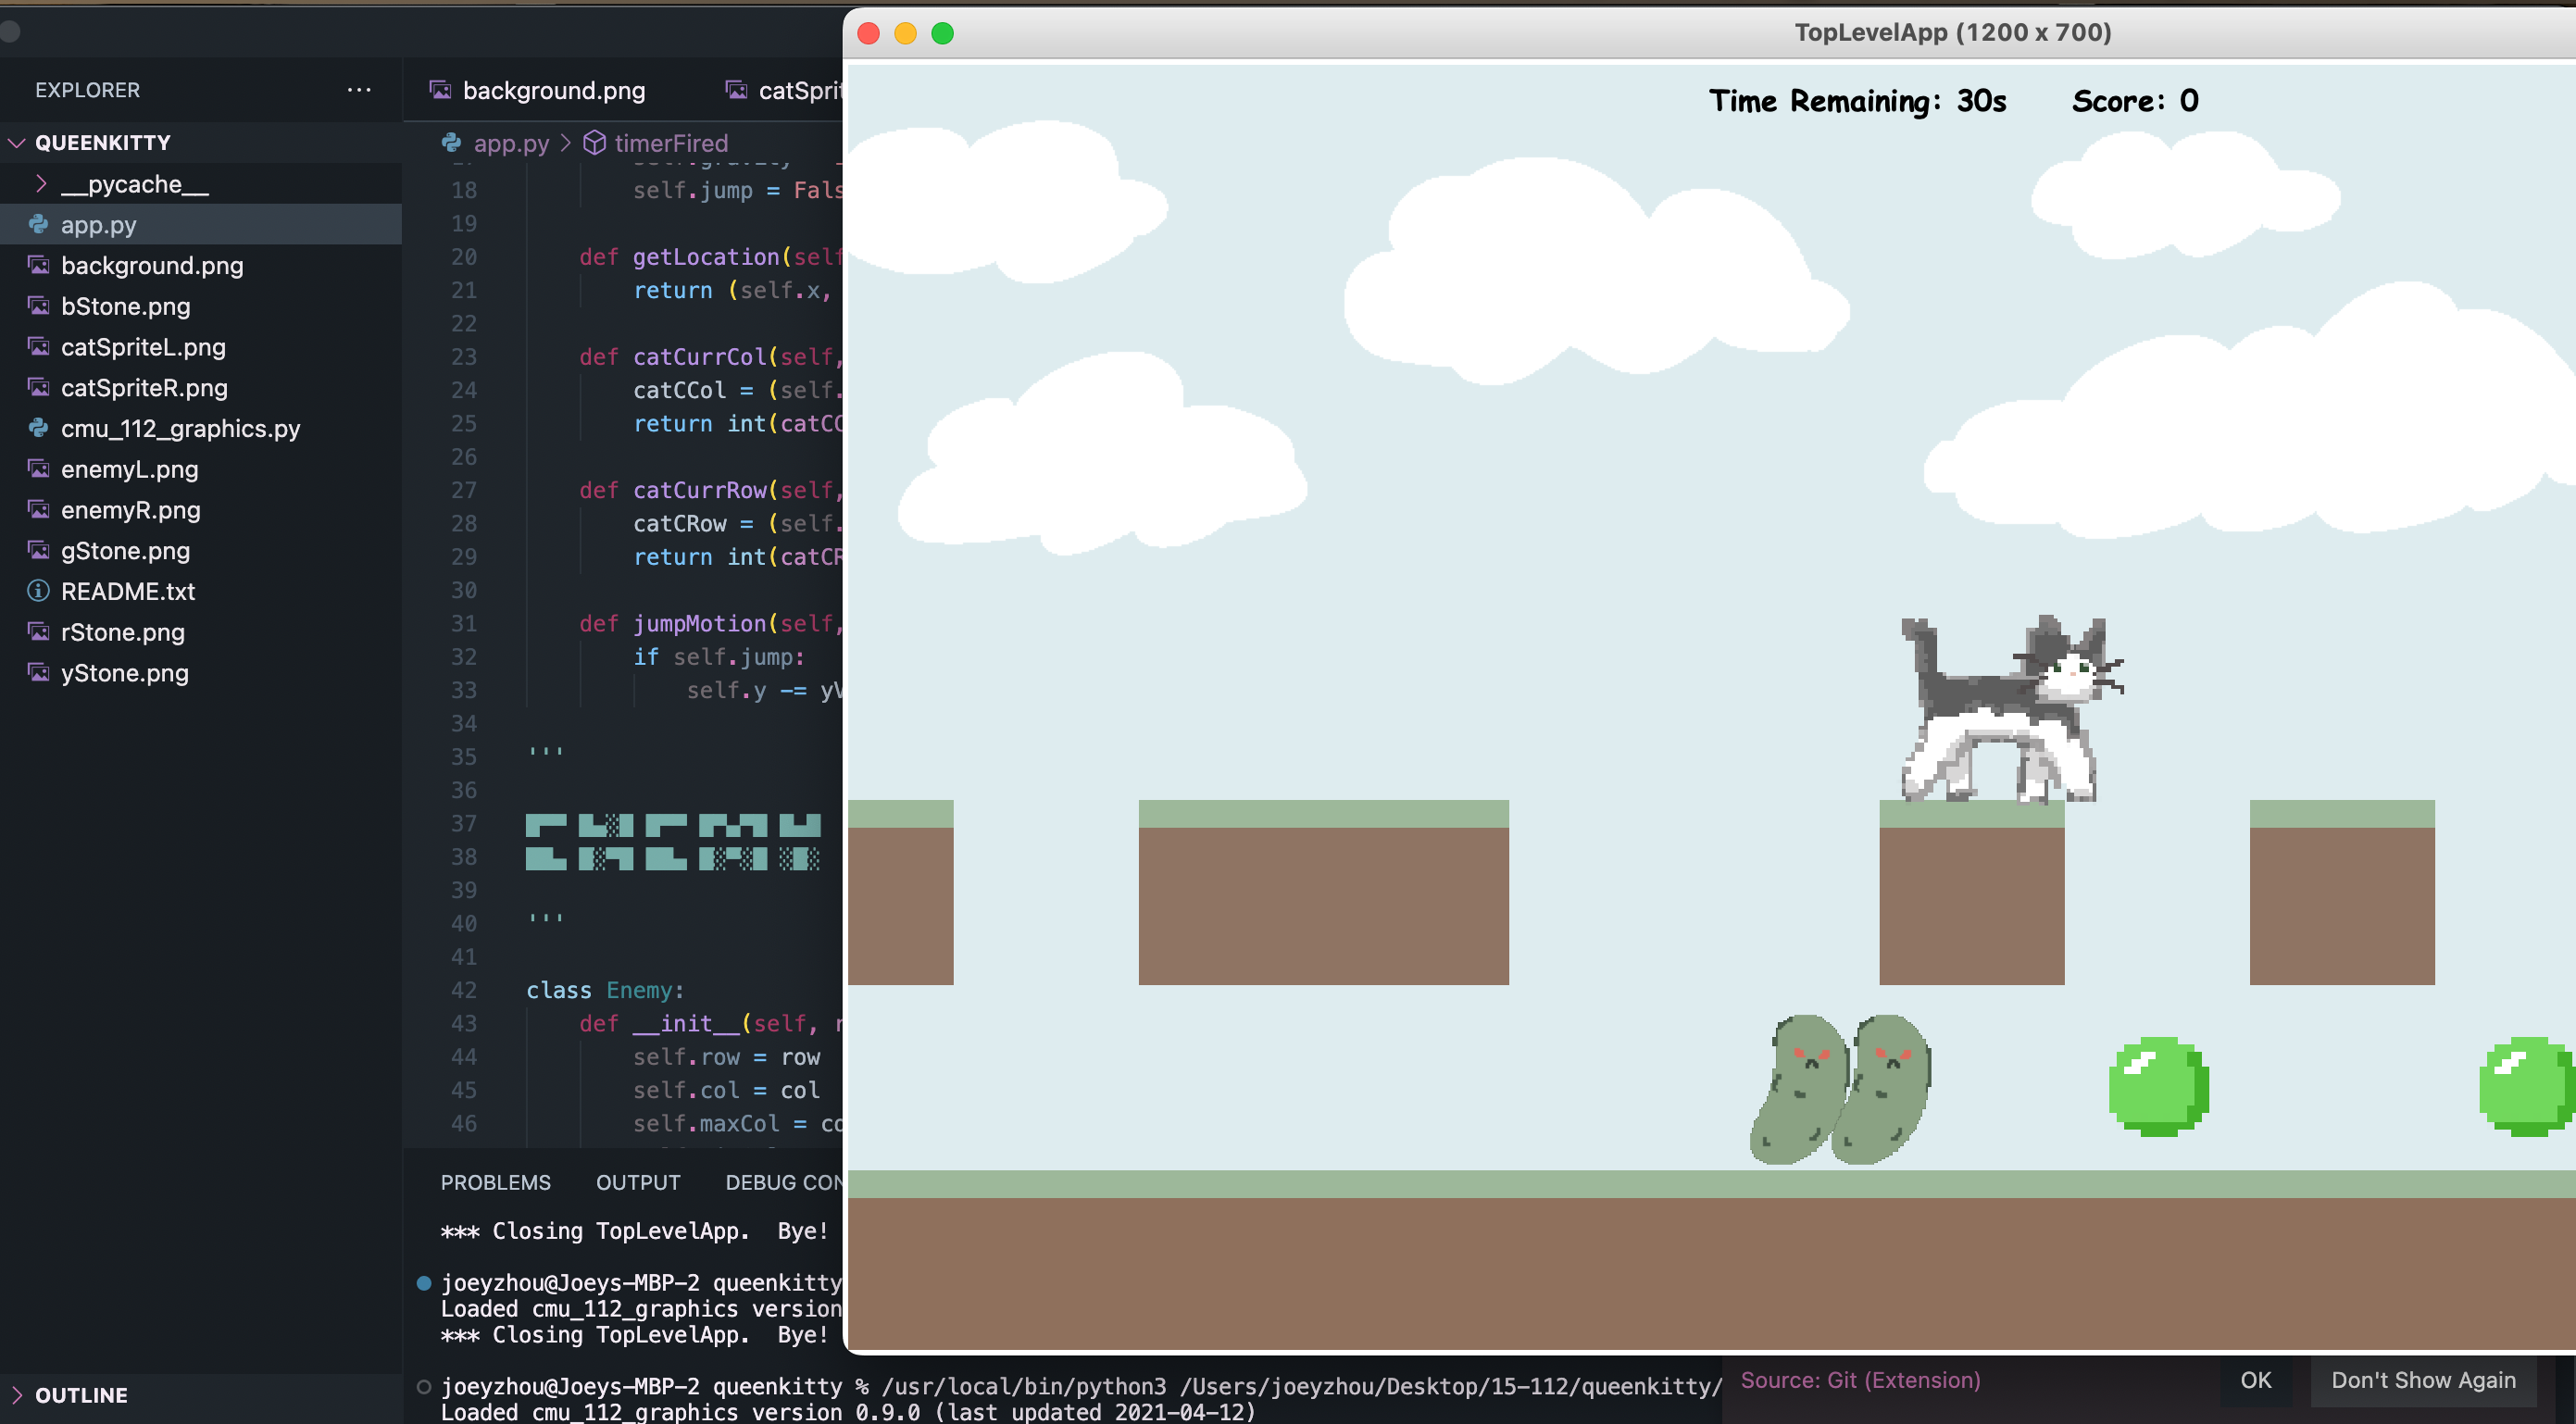 EXPLORER
···
QUEENKITTY
__pycache__
app.py
background.png
bStone.png
catSpriteL.png
catSpriteR.png
cmu_112_graphics.py
enemyL.png
enemyR.png
gStone.png
README.txt
rStone.png
yStone.png
OUTLINE
background.png
app.py > timerFired
18 self.jump =
19
20 def getLocation(self
21 return (self.x,
22
23 def catCurrCol(self,
24 catCCol = (self.
25 return int(
26
27 def catCurrRow(self,
28 catCRow = (self.
29 return int(
30
31 def jumpMotion(self,
32 if self.jump:
33 self.y -=
34
35 '''
36
37
38
39
40 '''
41
42 class Enemy:
43 def __init__(self,
44 self.row = row
45 self.col = col
46 self.maxCol =
PROBLEMS OUTPUT DEBUG
*** Closing TopLevelApp. Bye!
joeyzhou@Joeys-MBP-2 queenkitty
Loaded cmu_112_graphics version
*** Closing TopLevelApp. Bye!
joeyzhou@Joeys-MBP-2 queenkitty % /usr/local/bin/python3 /Users/joeyzhou/Desktop/15-112/queenkitty/
Loaded cmu_112_graphics version 0.9.0 (last updated 2021-04-12)
TopLevelApp (1200 x 700)
Time Remaining: 30s Score: 0
Source: Git (Extension)
OK
Don't Show Again